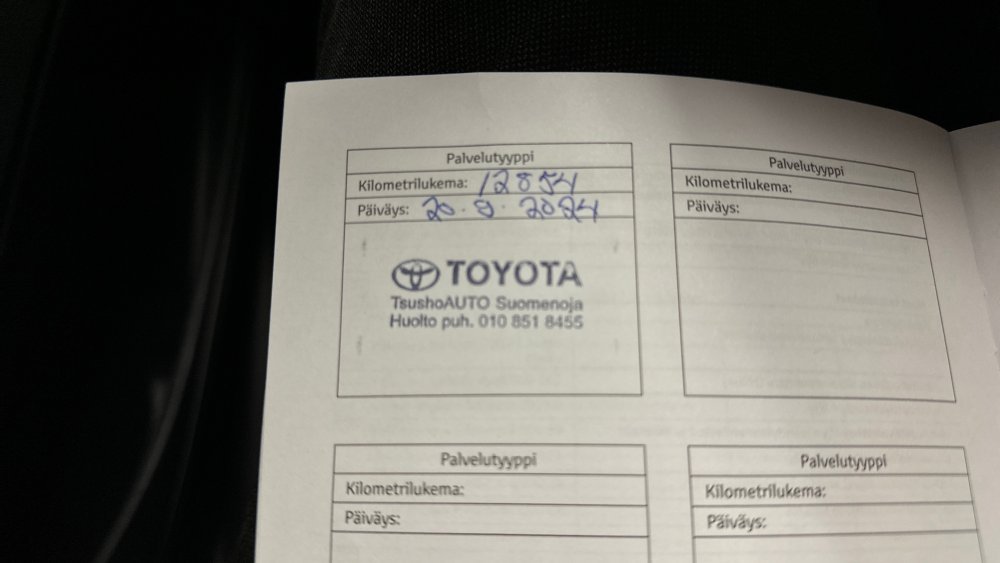 Palvelutyyppi
Kilometrilukema: 12854
Päiväys: 20.9.2024
TOYOTA
TsushoAUTO Suomenoja
Huolto puh. 010 851 8455
Palvelutyyppi
Kilometrilukema:
Päiväys:
Palvelutyyppi
Kilometrilukema:
Päiväys:
Palvelutyyppi
Kilometrilukema:
Päiväys: